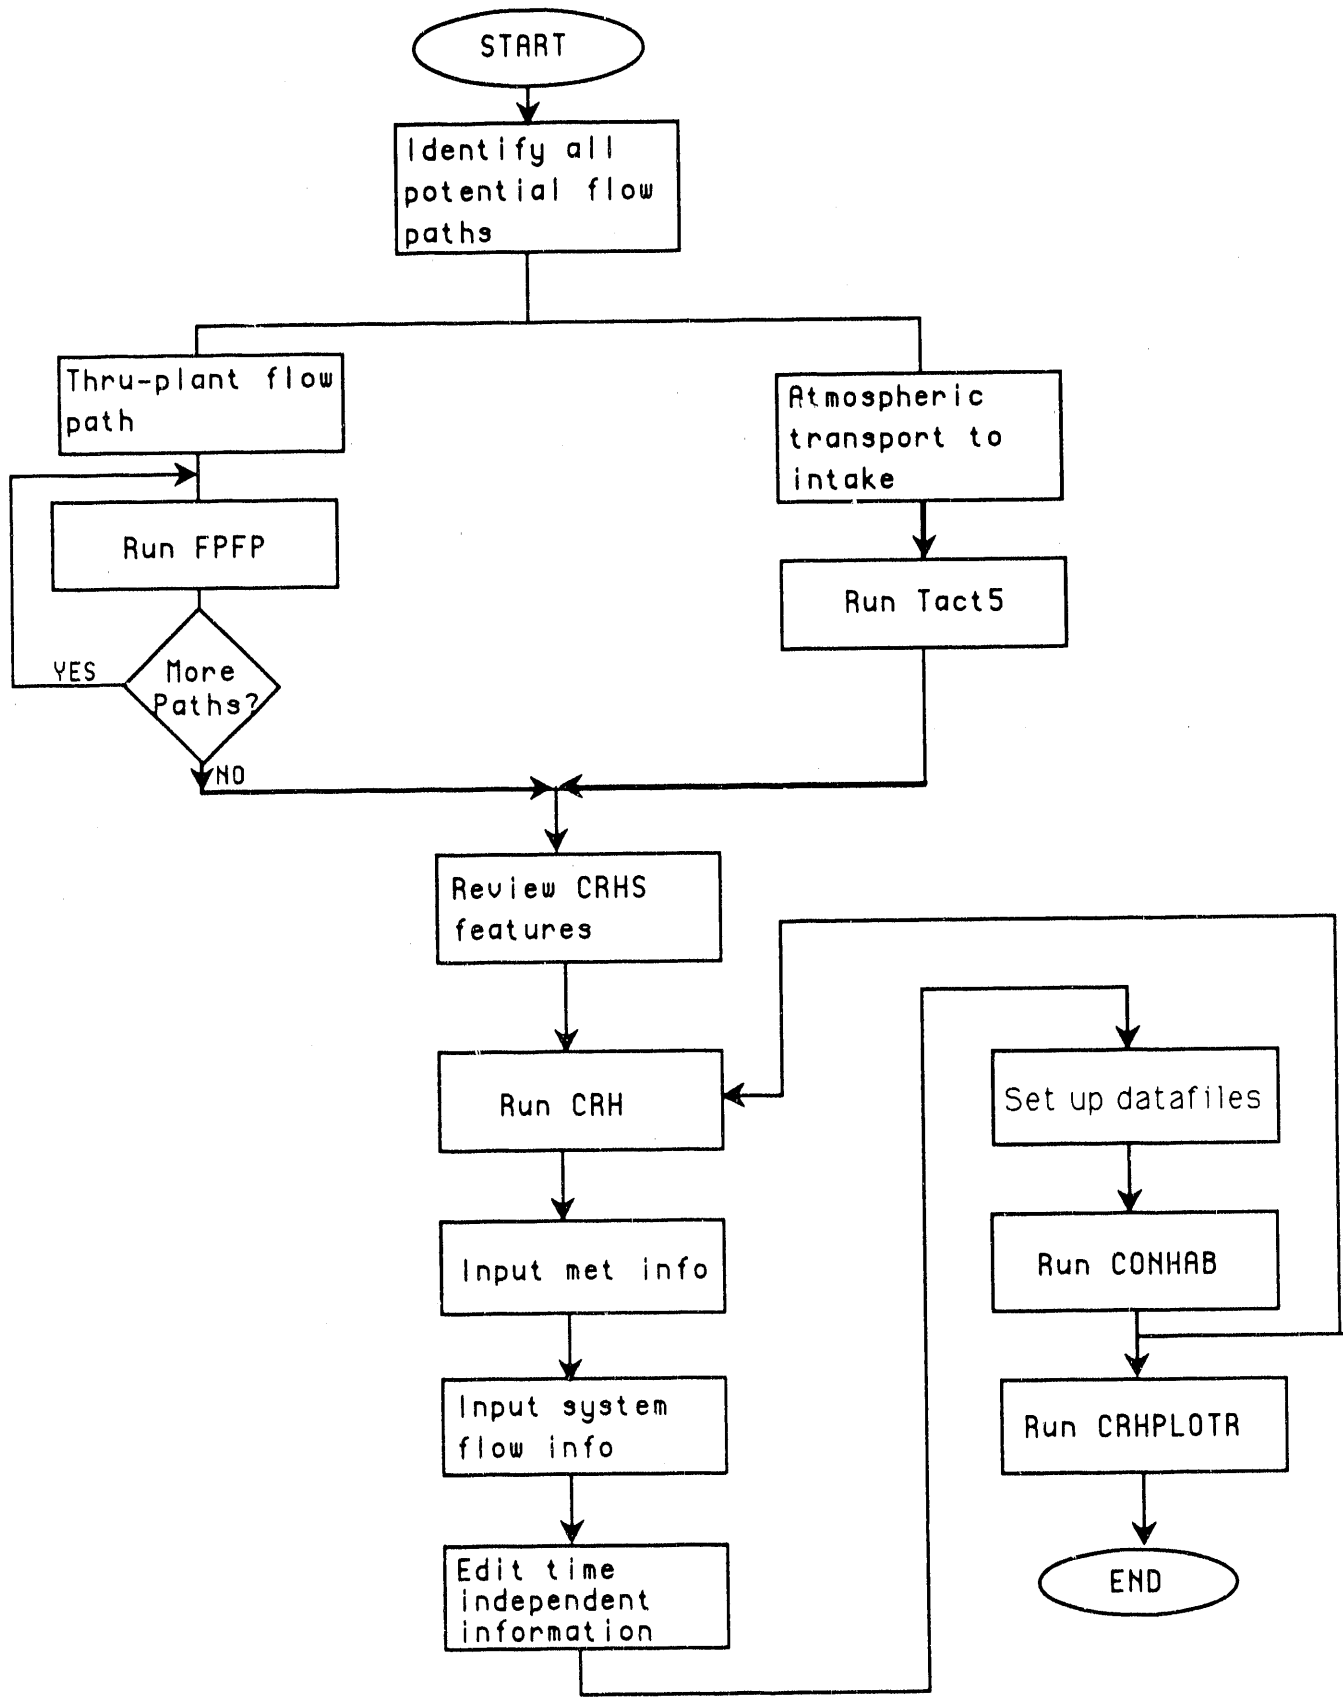 START
Identify all
potential flow
paths
Thru-plant flow
path
Atmospheric
transport to
intake
Run FPFP
Run Tact5
YES
More
Paths?
NO
Review CRHS
features
Run CRH
Input met info
Input system
flow info
Edit time
independent
information
Set up datafiles
Run CONHAB
Run CRHPLOTR
END